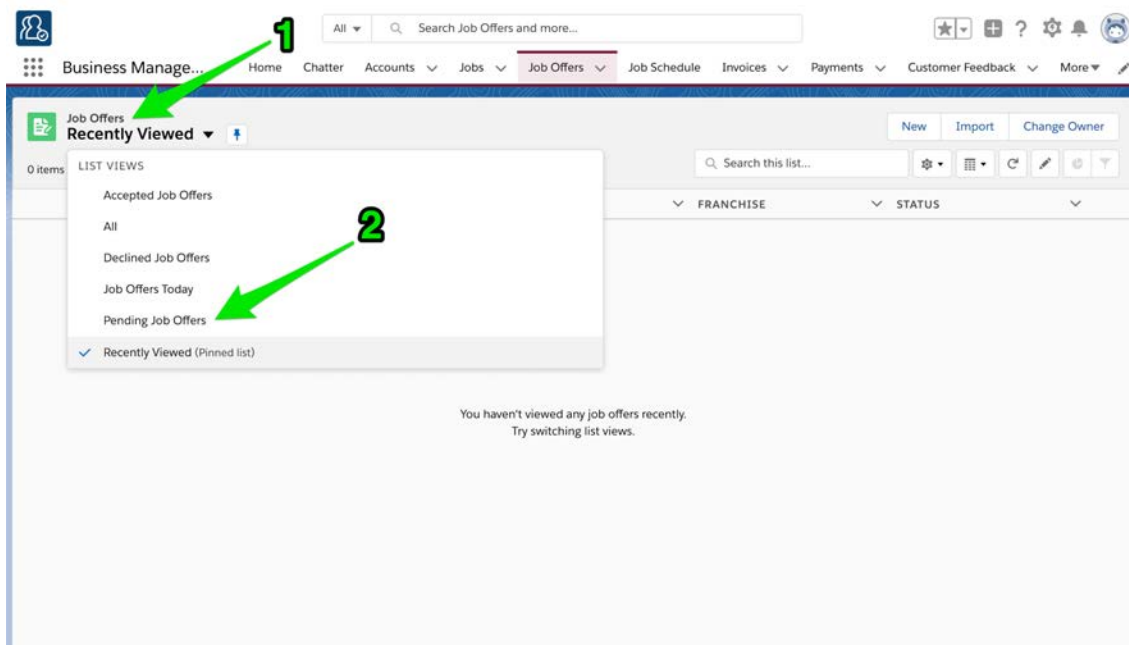 1
All Search Job Offers and more...
Business Manage... Home Chatter Accounts Jobs Job Offers Job Schedule Invoices Payments Customer Feedback More
Job Offers
Recently Viewed
New Import Change Owner
0 items
Search this list...
LIST VIEWS
Accepted Job Offers
All
Declined Job Offers
Job Offers Today
Pending Job Offers
Recently Viewed (Pinned list)
2
FRANCHISE STATUS
You haven't viewed any job offers recently.
Try switching list views.